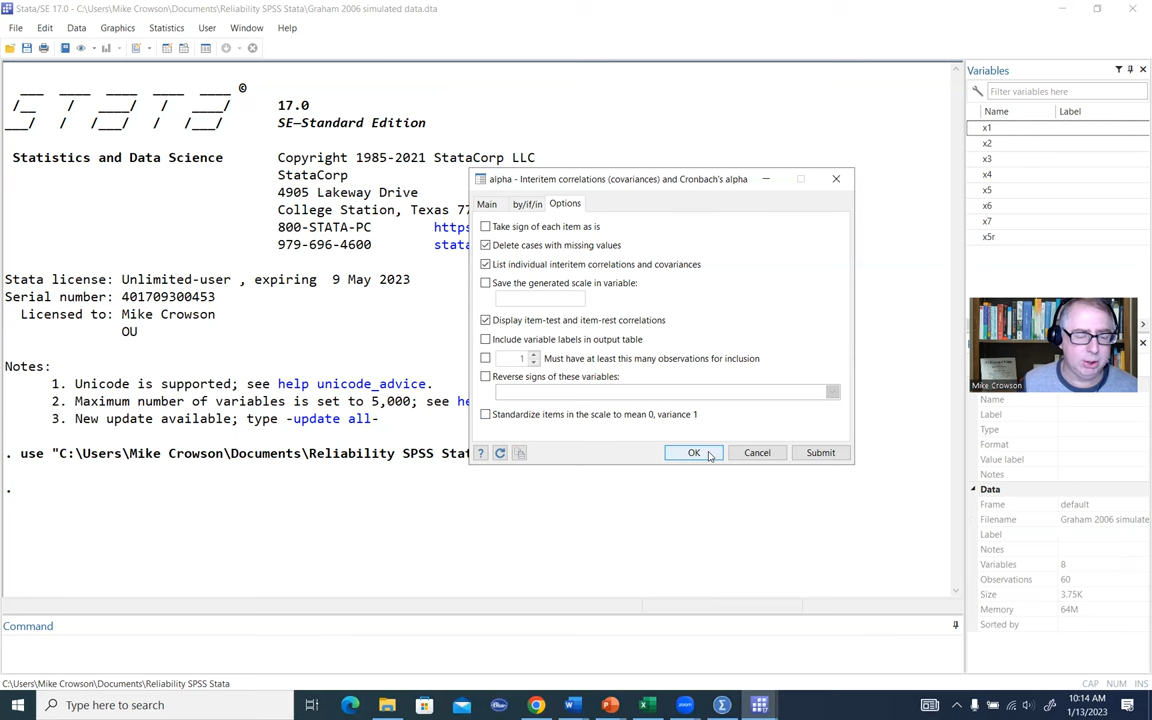 Stata/SE 17.0 - C:\Users\Mike Crowson\Documents\Reliability SPSS Stata\Graham 2006 simulated data.dta
File Edit Data Graphics Statistics User Window Help
®
17.0
SE—Standard Edition
Statistics and Data Science
Copyright 1985-2021 StataCorp LLC
StataCorp
4905 Lakeway Drive
College Station, Texas 77
800-STATA-PC https
979-696-4600 stata
Stata license: Unlimited-user , expiring 9 May 2023
Serial number: 401709300453
Licensed to: Mike Crowson
OU
Notes:
1. Unicode is supported; see help unicode_advice.
2. Maximum number of variables is set to 5,000; see he
3. New update available; type -update all-
. use "C:\Users\Mike Crowson\Documents\Reliability SPSS Sta
.
alpha - Interitem correlations (covariances) and Cronbach's alpha
Main by/if/in Options
Take sign of each item as is
Delete cases with missing values
List individual interitem correlations and covariances
Save the generated scale in variable:
Display item-test and item-rest correlations
Include variable labels in output table
1 Must have at least this many observations for inclusion
Reverse signs of these variables:
Standardize items in the scale to mean 0, variance 1
OK Cancel Submit
Variables
Filter variables here
Name Label
x1
x2
x3
x4
x5
x6
x7
x5r
Mike Crowson
Name
Label
Type
Format
Value label
Notes
Data
Frame default
Filename Graham 2006 simulate
Label
Notes
Variables 8
Observations 60
Size 3.75K
Memory 64M
Sorted by
Command
C:\Users\Mike Crowson\Documents\Reliability SPSS Stata
CAP NUM INS
Type here to search
10:14 AM
1/13/2023